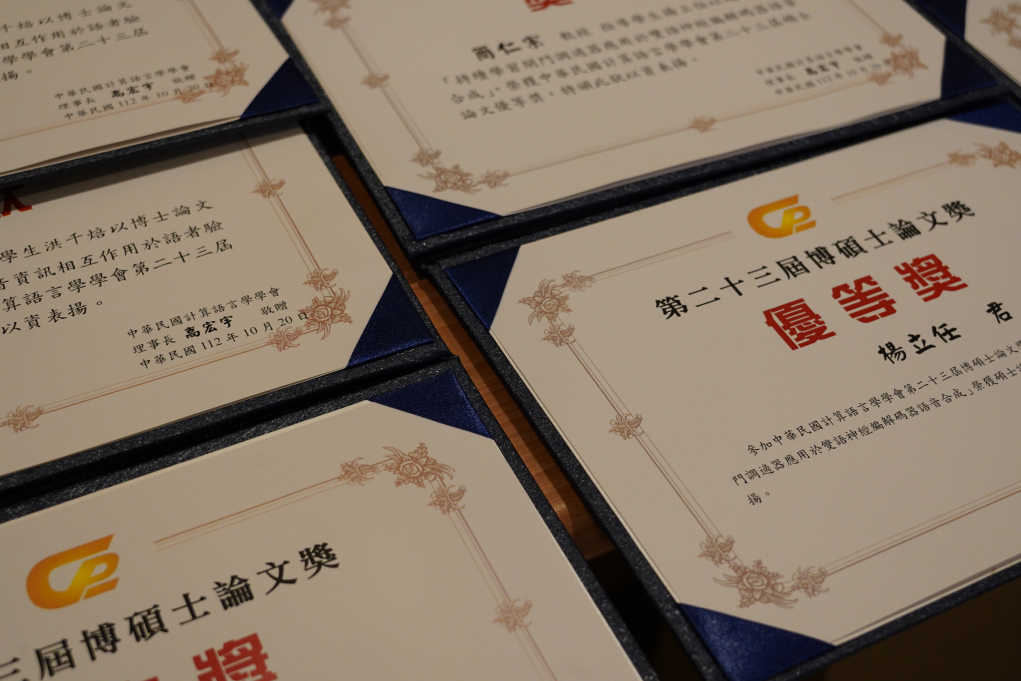 千焙以博士論文
相互作用於語者驗
學學會第二十三屆
揚。
中華民國計算語言學學會
理事長 高宏宇 敬贈
中華民國 112 年 10 月 20 日
獎
簡仁宗 教授 指導學生楊立任以
「持續學習閘門調適器應用於雙語神經編解碼器語音
合成」,榮獲中華民國計算語言學學會第二十三屆碩士
論文優等獎,特頒此狀以資表揚。
中華民國計算語言學學會
理事長 高宏宇 敬贈
中華民國 112 年 10 月
狀
學生洪千焙以博士論文
資訊相互作用於語者驗
算語言學學會第二十三屆
以資表揚。
中華民國計算語言學學會
理事長 高宏宇 敬贈
中華民國 112 年 10 月 20 日
第二十三屆博碩士論文獎
優等獎
楊立任 君
參加中華民國計算語言學學會第二十三屆博碩士論文獎
門調適器應用於雙語神經編解碼器語音合成」榮獲碩士
揚。
三屆博碩士論文獎
獎